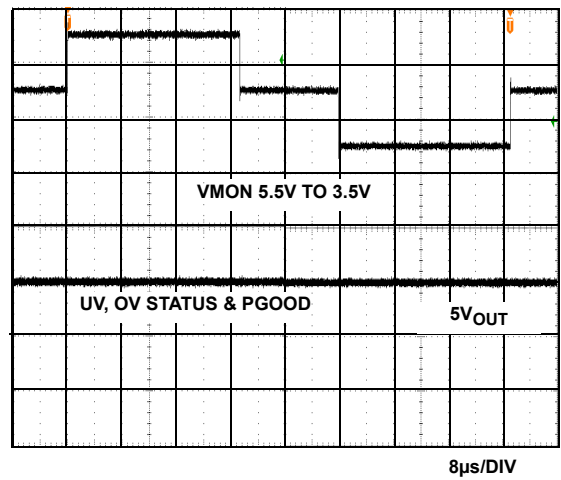 T
T
VMON 5.5V TO 3.5V
UV, OV STATUS & PGOOD
5VOUT
8µs/DIV